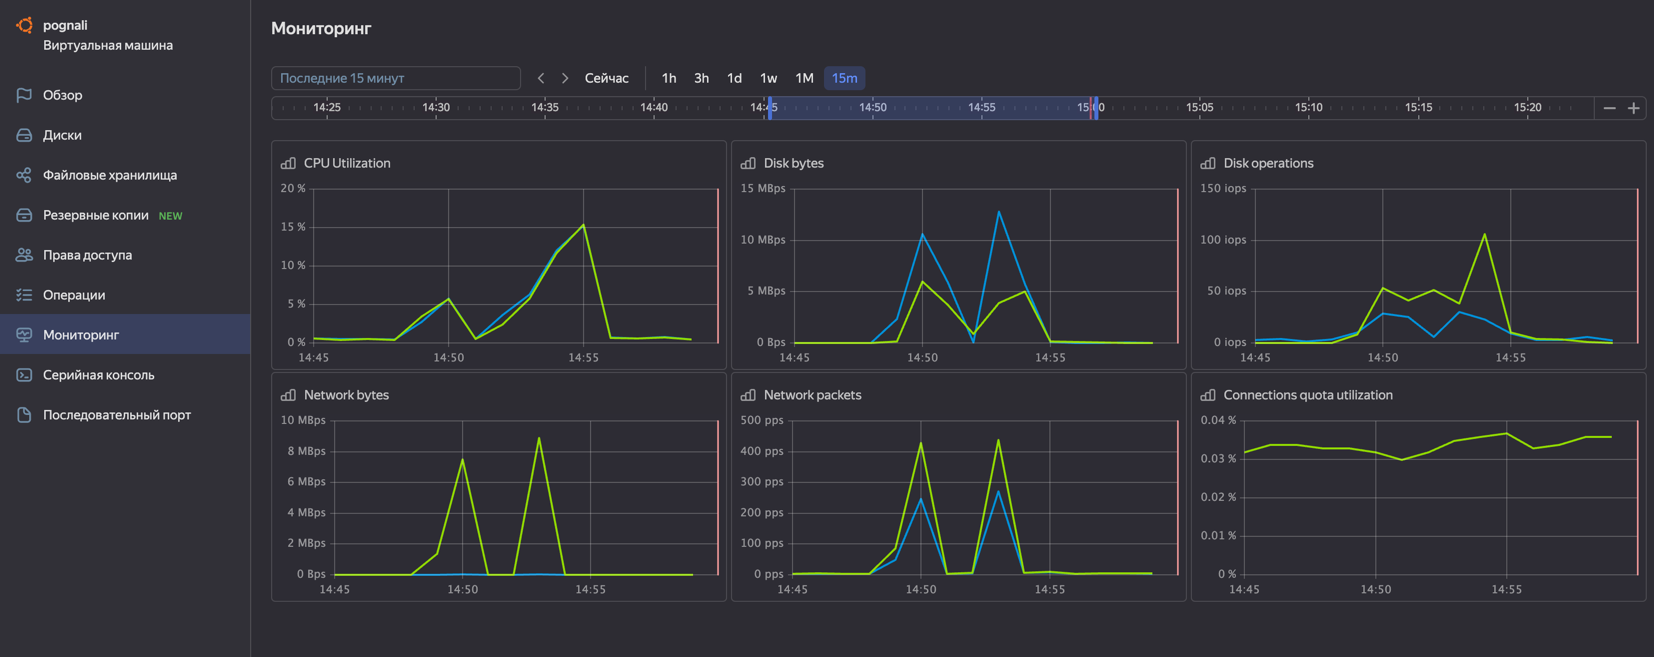 pognali
Виртуальная машина
Обзор
Диски
Файловые хранилища
Резервные копии NEW
Права доступа
Операции
Мониторинг
Серийная консоль
Последовательный порт
Мониторинг
Последние 15 минут
Сейчас 1h 3h 1d 1w 1M 15m
14:25 14:30 14:35 14:40 14:45 14:50 14:55 15:00 15:05 15:10 15:15 15:20
CPU Utilization
20 %
15 %
10 %
5 %
0 %
14:45 14:50 14:55
Disk bytes
15 MBps
10 MBps
5 MBps
0 Bps
14:45 14:50 14:55
Disk operations
150 iops
100 iops
50 iops
0 iops
14:45 14:50 14:55
Network bytes
10 MBps
8 MBps
6 MBps
4 MBps
2 MBps
0 Bps
14:45 14:50 14:55
Network packets
500 pps
400 pps
300 pps
200 pps
100 pps
0 pps
14:45 14:50 14:55
Connections quota utilization
0.04 %
0.03 %
0.02 %
0.01 %
0 %
14:45 14:50 14:55